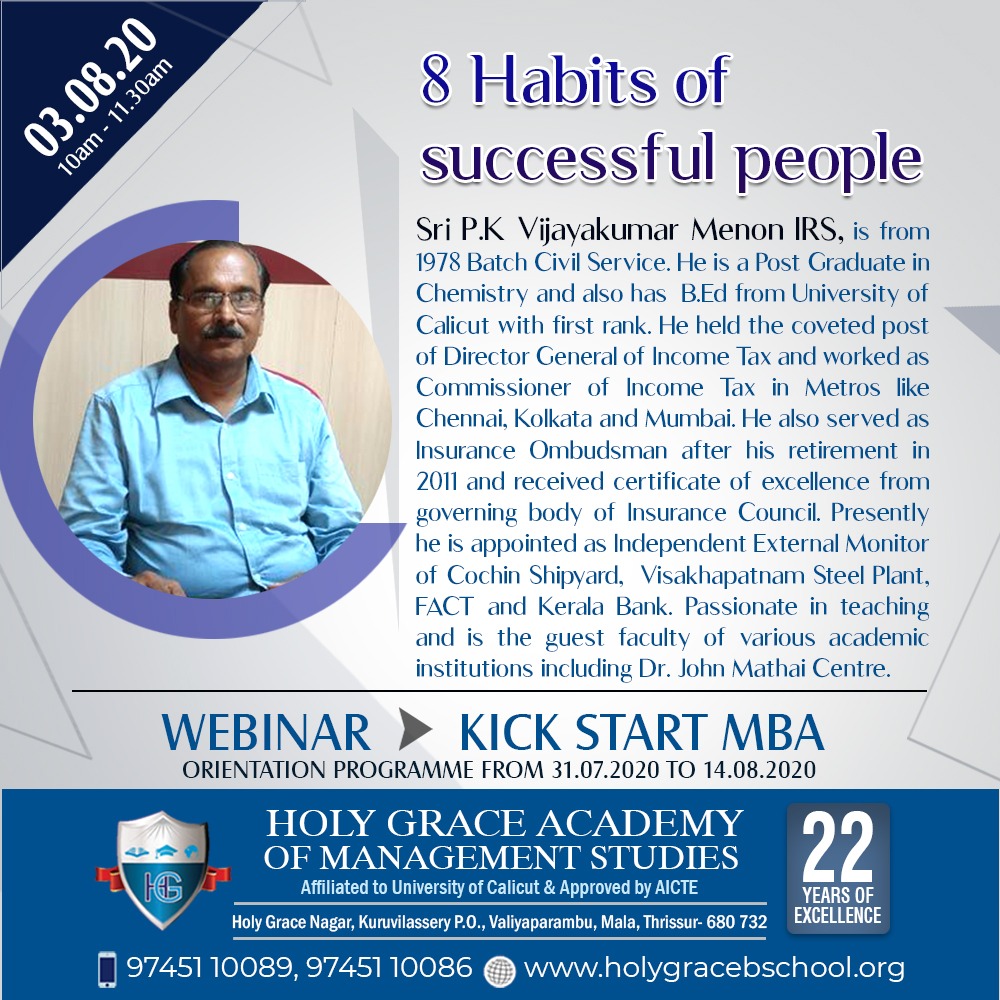 03.08.20
10am - 11.30am
8 Habits of
successful people
Sri P.K Vijayakumar Menon IRS, is from
1978 Batch Civil Service. He is a Post Graduate in
Chemistry and also has B.Ed from University of
Calicut with first rank. He held the coveted post
of Director General of Income Tax and worked as
Commissioner of Income Tax in Metros like
Chennai, Kolkata and Mumbai. He also served as
Insurance Ombudsman after his retirement in
2011 and received certificate of excellence from
governing body of Insurance Council. Presently
he is appointed as Independent External Monitor
of Cochin Shipyard, Visakhapatnam Steel Plant,
FACT and Kerala Bank. Passionate in teaching
and is the guest faculty of various academic
institutions including Dr. John Mathai Centre.
WEBINAR KICK START MBA
ORIENTATION PROGRAMME FROM 31.07.2020 TO 14.08.2020
HG
HOLY GRACE ACADEMY
OF MANAGEMENT STUDIES
Affiliated to University of Calicut & Approved by AICTE
Holy Grace Nagar, Kuruvilassery P.O., Valiyaparambu, Mala, Thrissur- 680 732
22
YEARS OF
EXCELLENCE
97451 10089, 97451 10086 www.holygracebschool.org